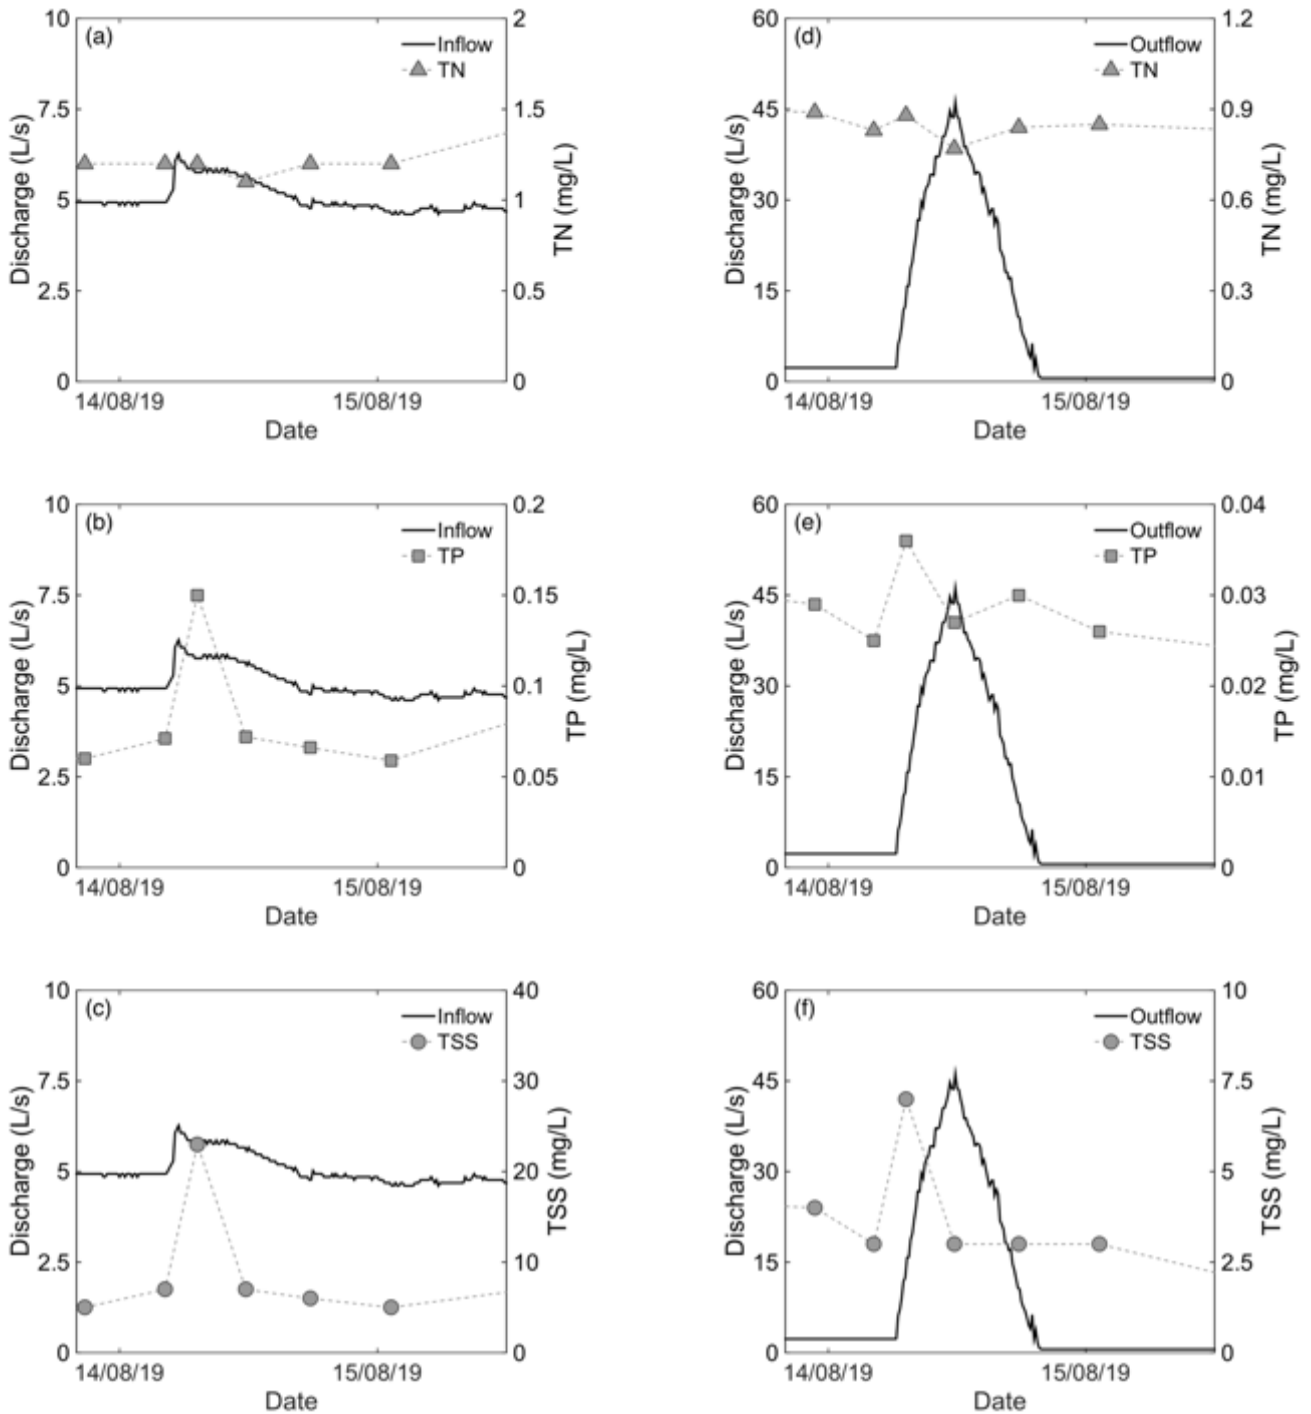 (a)
Inflow
TN
10
7.5
5
2.5
0
Discharge (L/s)
2
1.5
1
0.5
0
TN (mg/L)
14/08/19 15/08/19
Date
(d)
Outflow
TN
60
45
30
15
0
Discharge (L/s)
1.2
0.9
0.6
0.3
0
TN (mg/L)
14/08/19 15/08/19
Date
(b)
Inflow
TP
10
7.5
5
2.5
0
Discharge (L/s)
0.2
0.15
0.1
0.05
0
TP (mg/L)
14/08/19 15/08/19
Date
(e)
Outflow
TP
60
45
30
15
0
Discharge (L/s)
0.04
0.03
0.02
0.01
0
TP (mg/L)
14/08/19 15/08/19
Date
(c)
Inflow
TSS
10
7.5
5
2.5
0
Discharge (L/s)
40
30
20
10
0
TSS (mg/L)
14/08/19 15/08/19
Date
(f)
Outflow
TSS
60
45
30
15
0
Discharge (L/s)
10
7.5
5
2.5
0
TSS (mg/L)
14/08/19 15/08/19
Date